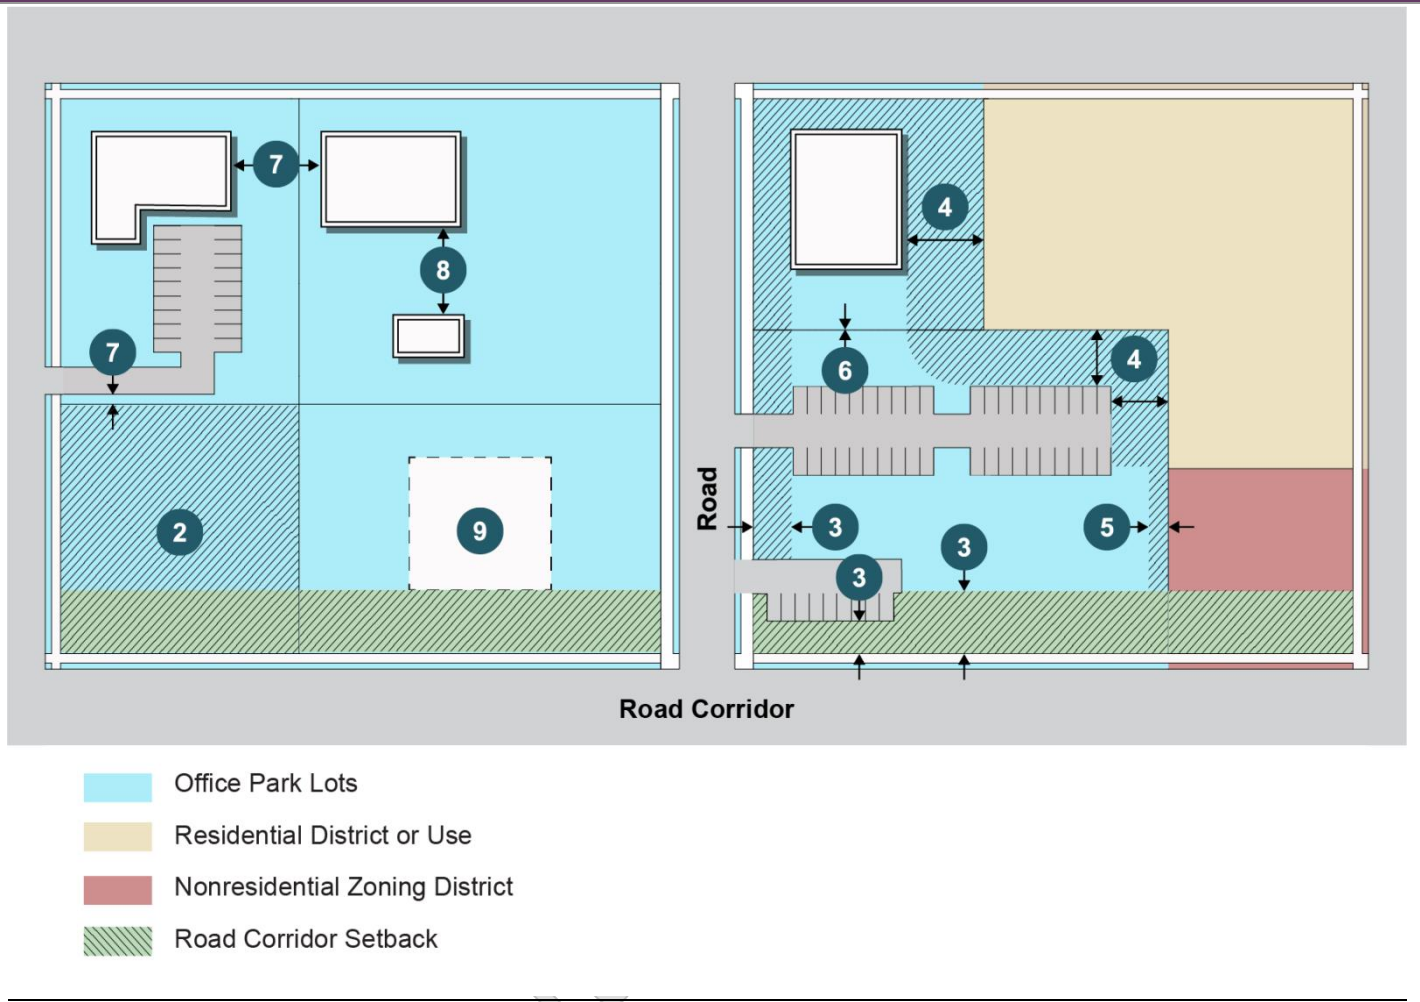 7
4
8
7
4
6
Road
2
9
3
5
3
3
Road Corridor
Office Park Lots
Residential District or Use
Nonresidential Zoning District
Road Corridor Setback